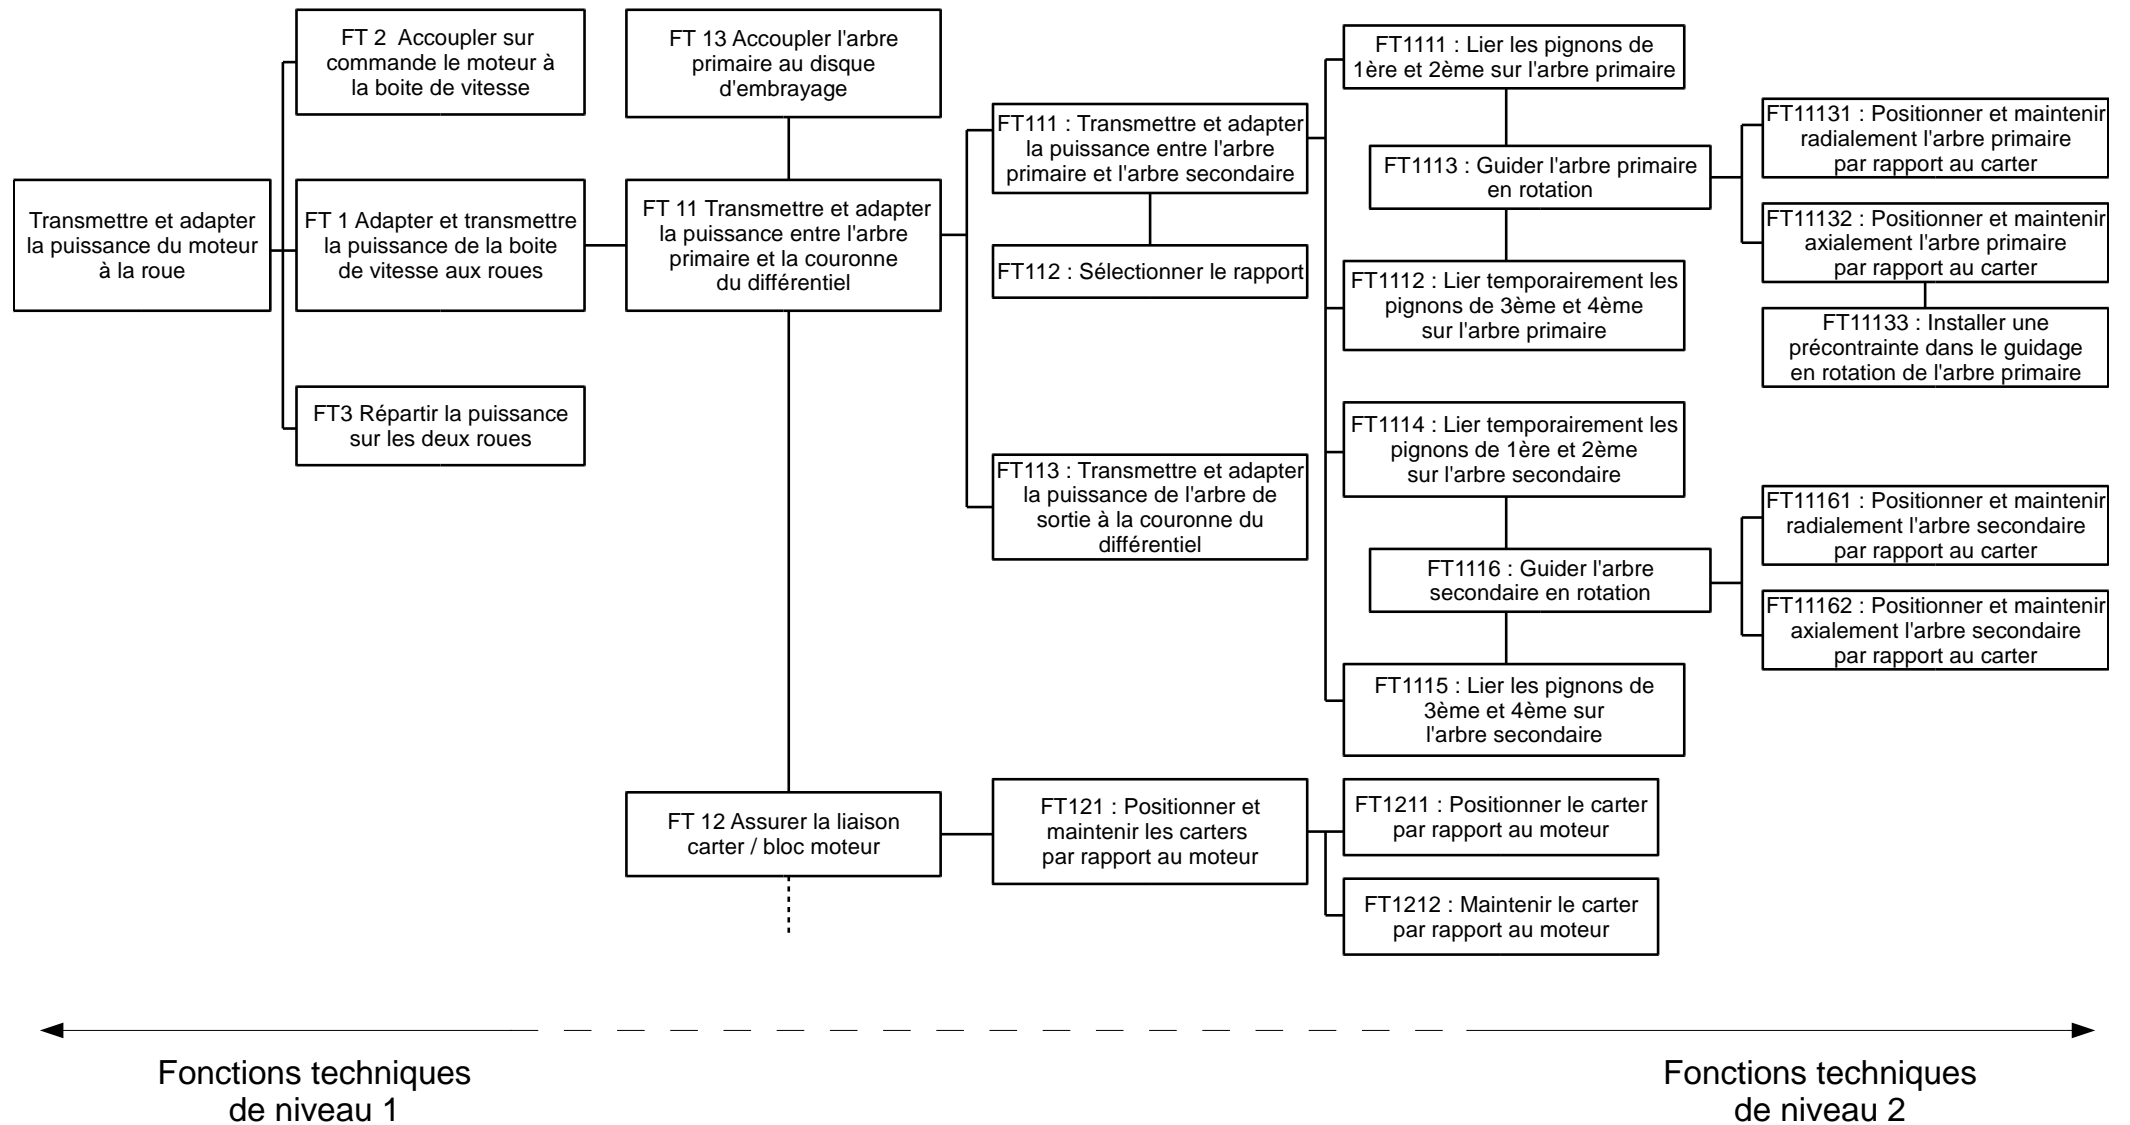 Transmettre et adapter
la puissance du moteur
à la roue
FT 2  Accoupler sur
commande le moteur à
la boite de vitesse
FT 1 Adapter et transmettre
la puissance de la boite
de vitesse aux roues
FT3 Répartir la puissance
sur les deux roues
FT 13 Accoupler l'arbre
primaire au disque
d'embrayage
FT 11 Transmettre et adapter
la puissance entre l'arbre
primaire et la couronne
du différentiel
FT 12 Assurer la liaison
carter / bloc moteur
FT111 : Transmettre et adapter
la puissance entre l'arbre
primaire et l'arbre secondaire
FT112 : Sélectionner le rapport
FT113 : Transmettre et adapter
la puissance de l'arbre de
sortie à la couronne du
différentiel
FT121 : Positionner et
maintenir les carters
par rapport au moteur
FT1111 : Lier les pignons de
1ère et 2ème sur l'arbre primaire
FT1113 : Guider l'arbre primaire
en rotation
FT1112 : Lier temporairement les
pignons de 3ème et 4ème
sur l'arbre primaire
FT1114 : Lier temporairement les
pignons de 1ère et 2ème
sur l'arbre secondaire
FT1116 : Guider l'arbre
secondaire en rotation
FT1115 : Lier les pignons de
3ème et 4ème sur
l'arbre secondaire
FT1211 : Positionner le carter
par rapport au moteur
FT1212 : Maintenir le carter
par rapport au moteur
FT11131 : Positionner et maintenir
radialement l'arbre primaire
par rapport au carter
FT11132 : Positionner et maintenir
axialement l'arbre primaire
par rapport au carter
FT11133 : Installer une
précontrainte dans le guidage
en rotation de l'arbre primaire
FT11161 : Positionner et maintenir
radialement l'arbre secondaire
par rapport au carter
FT11162 : Positionner et maintenir
axialement l'arbre secondaire
par rapport au carter
Fonctions techniques
de niveau 1
Fonctions techniques
de niveau 2